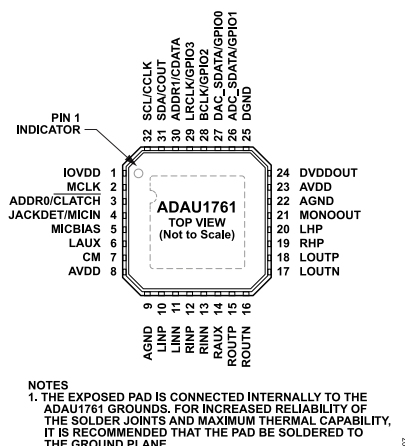 32 SCL/CCLK
31 SDA/COUT
30 ADDR1/CDATA
29 LRCLK/GPIO3
28 BCLK/GPIO2
27 DAC_SDATA/GPIO0
26 ADC_SDATA/GPIO1
25 DGND
PIN 1
INDICATOR
IOVDD 1
MCLK 2
ADDR0/CLATCH 3
JACKDET/MICIN 4
MICBIAS 5
LAUX 6
CM 7
AVDD 8
ADAU1761
TOP VIEW
(Not to Scale)
24 DVDDOUT
23 AVDD
22 AGND
21 MONOOUT
20 LHP
19 RHP
18 LOUTP
17 LOUTN
AGND 9
LINP 10
LINN 11
RINP 12
RINN 13
RAUX 14
ROUTP 15
ROUTN 16
NOTES
1. THE EXPOSED PAD IS CONNECTED INTERNALLY TO THE
ADAU1761 GROUNDS. FOR INCREASED RELIABILITY OF
THE SOLDER JOINTS AND MAXIMUM THERMAL CAPABILITY,
IT IS RECOMMENDED THAT THE PAD BE SOLDERED TO
THE GROUND PLANE